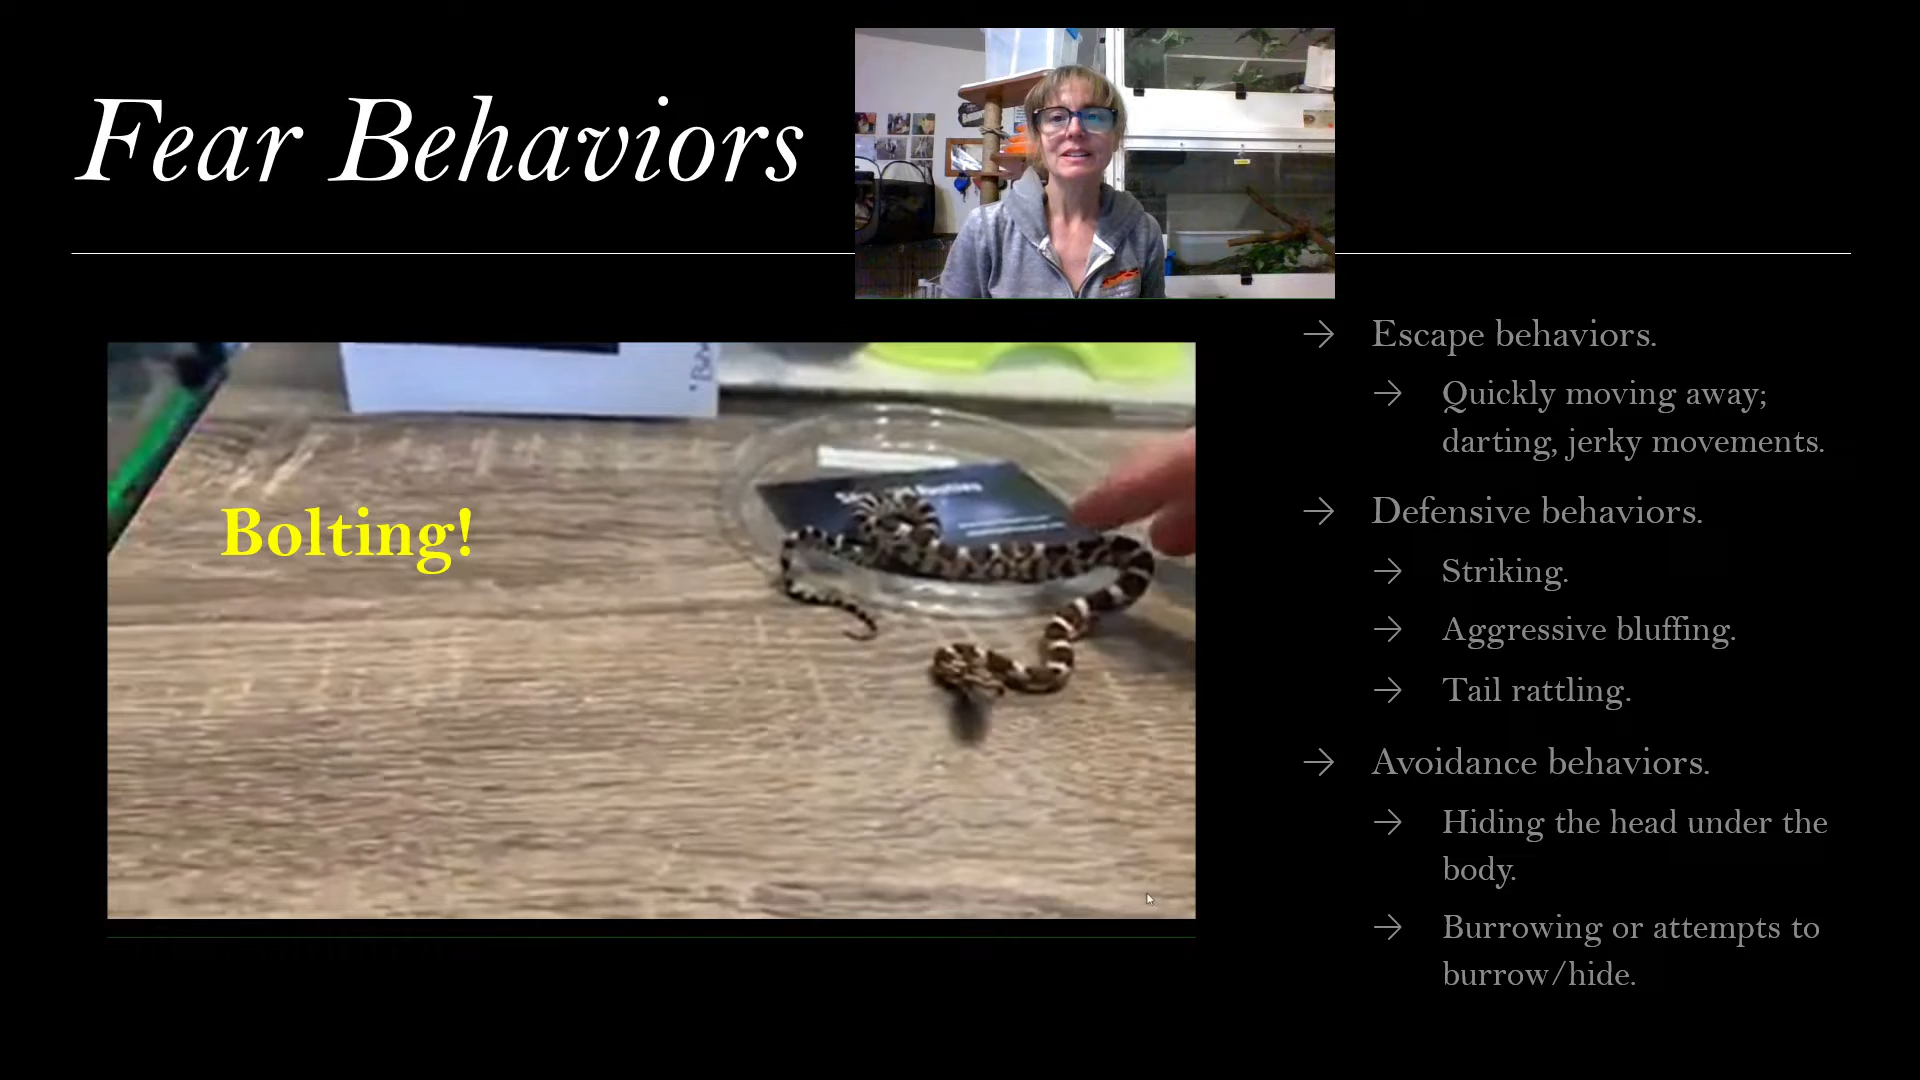 Fear Behaviors
Bolting!
→ Escape behaviors.
→ Quickly moving away;
darting, jerky movements.
→ Defensive behaviors.
→ Striking.
→ Aggressive bluffing.
→ Tail rattling.
→ Avoidance behaviors.
→ Hiding the head under the
body.
→ Burrowing or attempts to
burrow/hide.